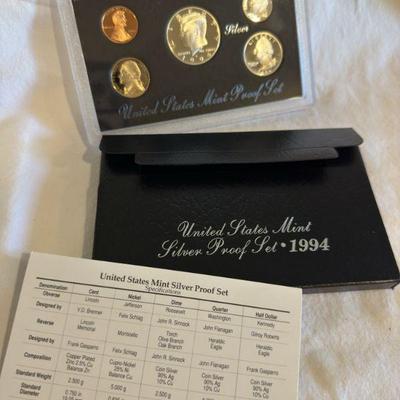 Silver
United States Mint Proof Set
United States Mint
Silver Proof Set • 1994
United States Mint Silver Proof Set
Specifications
Denomination Cent Nickel Dime Quarter Half Dollar
Obverse Lincoln Jefferson Roosevelt Washington Kennedy
Designed by V.D. Brenner Felix Schlag John R. Sinnock John Flanagan Gilroy Roberts
Reverse Lincoln Memorial Monticello Torch Olive Branch Oak Branch Heraldic Eagle Heraldic Eagle
Designed by Frank Gasparro Felix Schlag John R. Sinnock John Flanagan Frank Gasparro
Composition Copper Plated Zinc 2.5% Cu Balance Zn Cupro-Nickel 25% Ni Balance Cu Coin Silver 90% Ag 10% Cu Coin Silver 90% Ag 10% Cu Coin Silver 90% Ag 10% Cu
Standard Weight 2.500 g 5.000 g
Standard Diameter 0.750 in